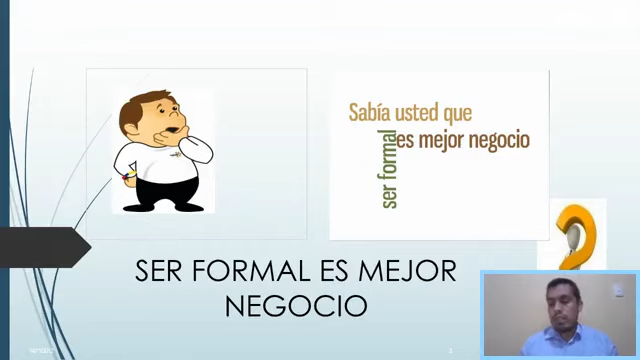 Sabía usted que
es mejor negocio
ser formal
SER FORMAL ES MEJOR
NEGOCIO